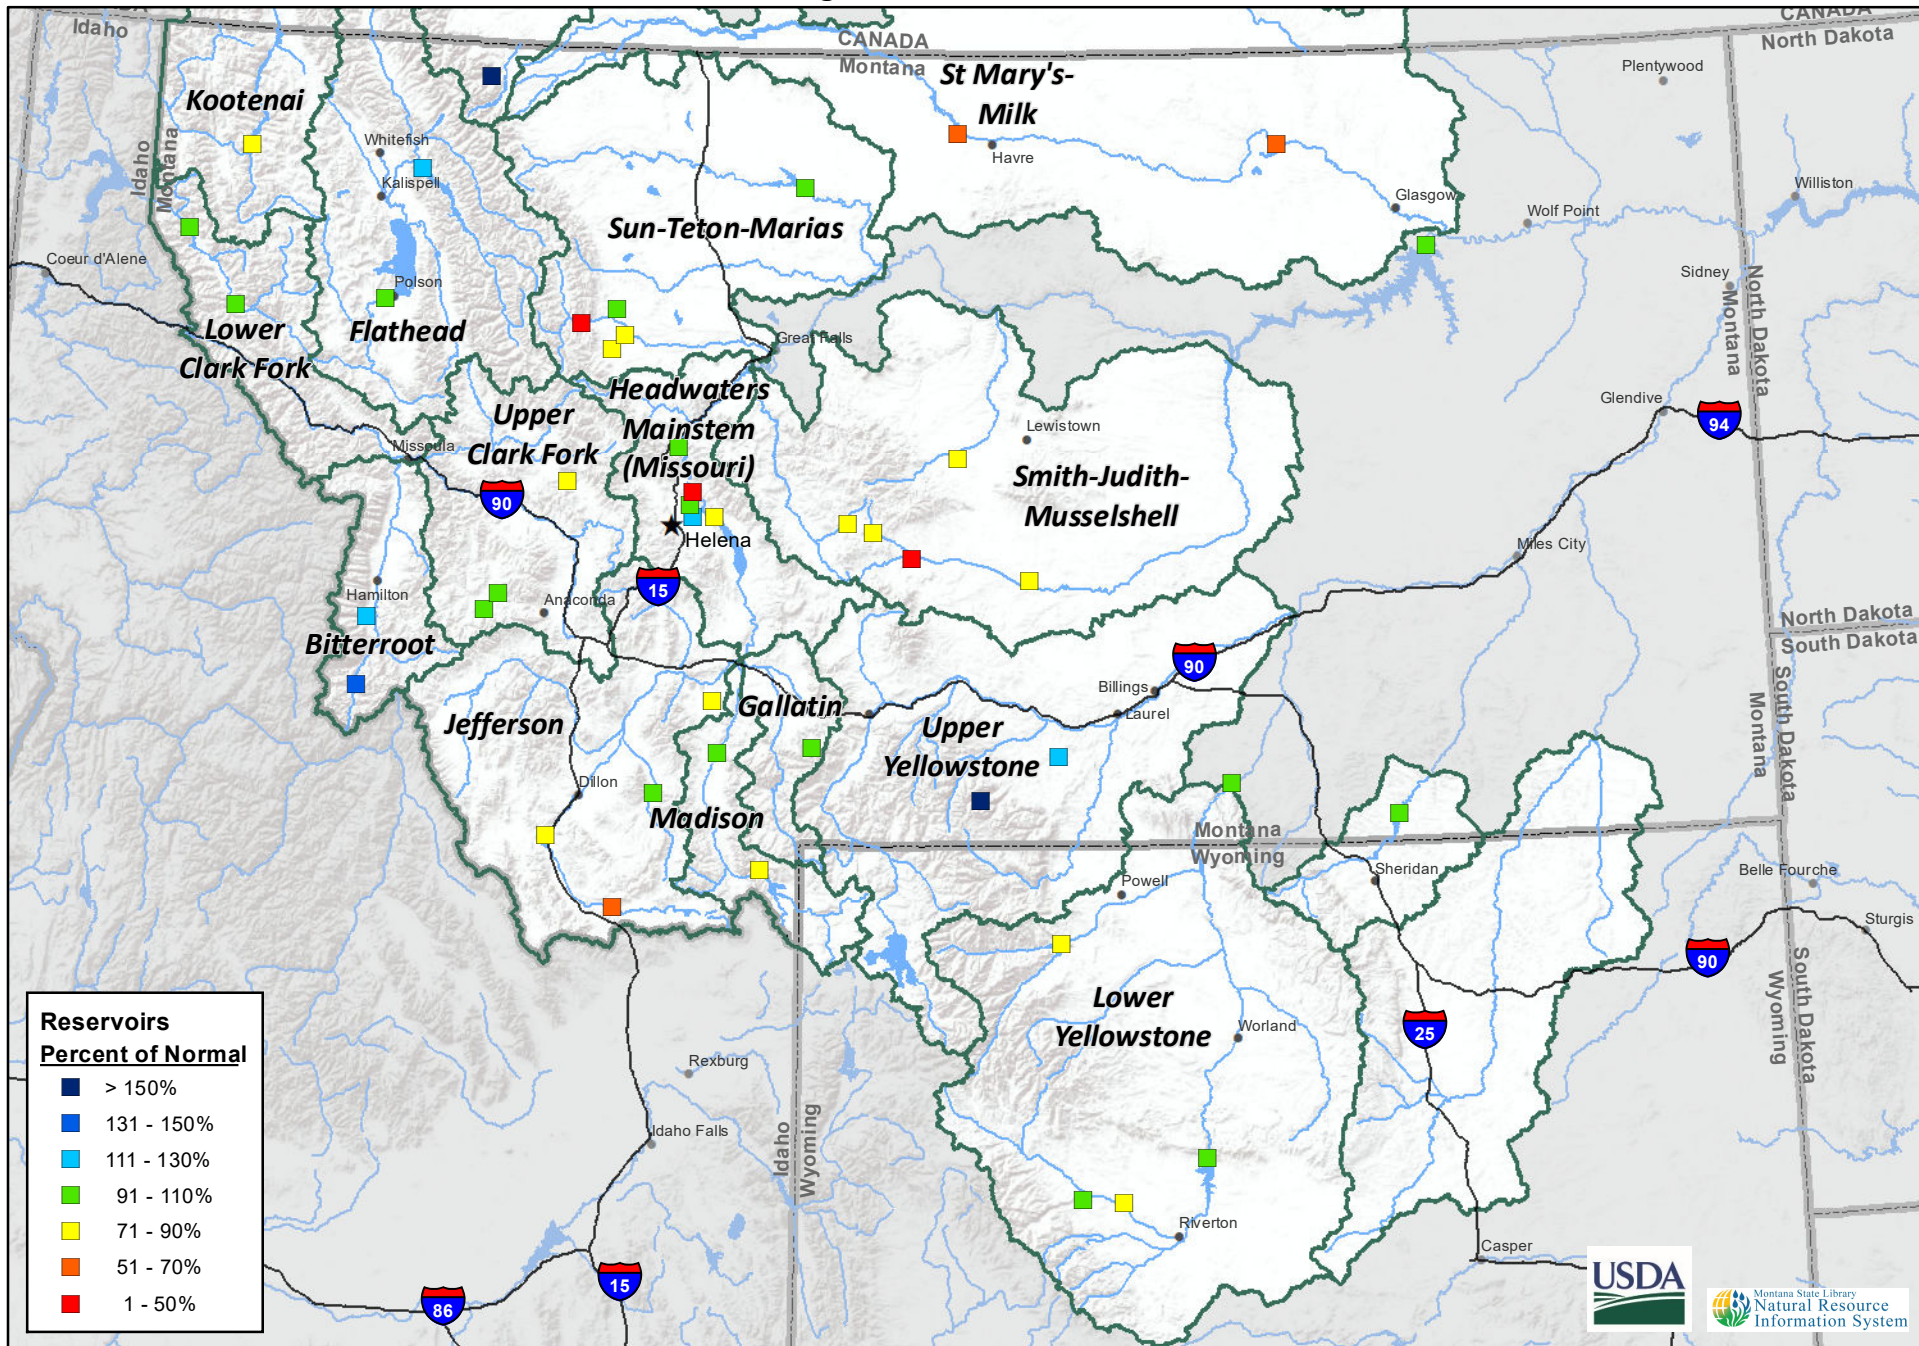 CANADA
Idaho
CANADA
Montana
CANADA
North Dakota
Plentywood
St Mary's-
Milk
Kootenai
Whitefish
Kalispell
Idaho
Montana
Havre
Glasgow
Williston
Wolf Point
Sun-Teton-Marias
Coeur d'Alene
Polson
Sidney
Montana
North Dakota
Lower
Clark Fork
Flathead
Great Falls
Headwaters
Mainstem
(Missouri)
Upper
Clark Fork
Missoula
90
Lewistown
Smith-Judith-
Musselshell
Glendive
94
Helena
Miles City
15
Hamilton
Anaconda
Bitterroot
North Dakota
South Dakota
90
Billings
Laurel
Jefferson
Gallatin
Upper
Yellowstone
Montana
South Dakota
Dillon
Madison
Montana
Wyoming
Powell
Sheridan
Belle Fourche
Sturgis
90
Lower
Yellowstone
Worland
25
Wyoming
South Dakota
Reservoirs
Percent of Normal
> 150%
131 - 150%
111 - 130%
91 - 110%
71 - 90%
51 - 70%
1 - 50%
Rexburg
Idaho Falls
Idaho
Wyoming
Riverton
Casper
86
15
USDA
Montana State Library
Natural Resource
Information System